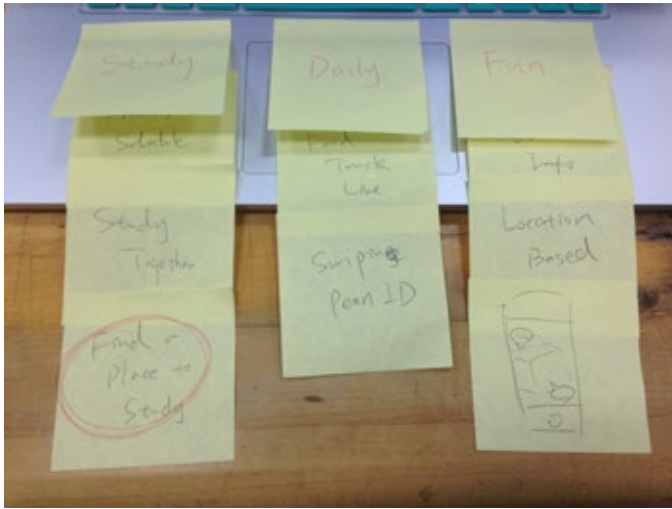 Study
Schedule
Study
Together
Find a
Place to
Study
Daily
Food
Truck
Line
Swiping
Penn ID
Fun
Info
Location
Based